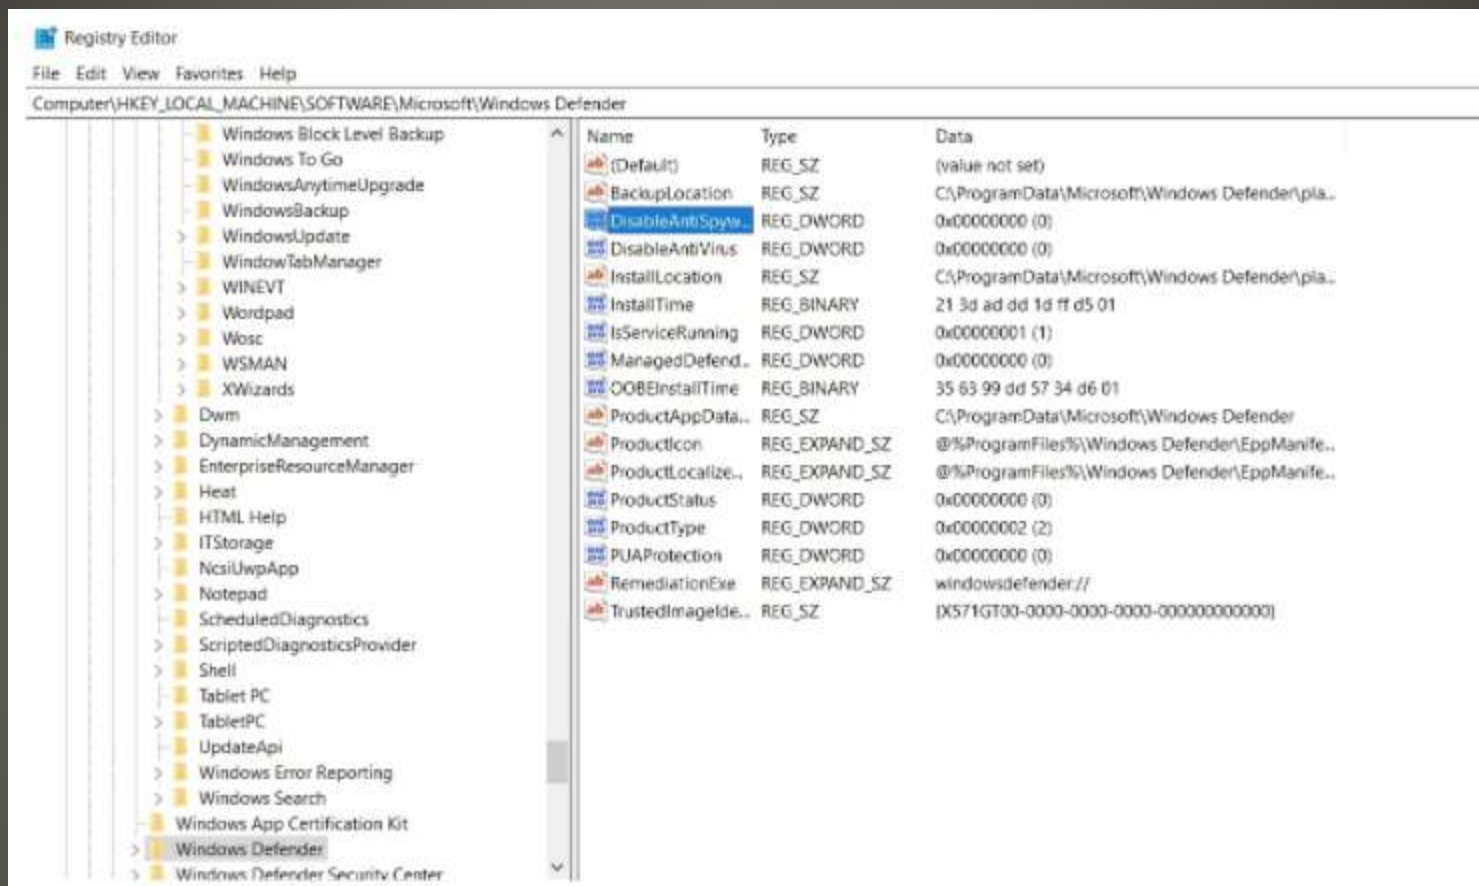 Registry Editor
File Edit View Favorites Help
Computer\HKEY_LOCAL_MACHINE\SOFTWARE\Microsoft\Windows Defender
Windows Block Level Backup
Windows To Go
WindowsAnytimeUpgrade
WindowsBackup
WindowsUpdate
WindowTabManager
WINEVT
Wordpad
Wosc
WSMAN
XWizards
Dwm
DynamicManagement
EnterpriseResourceManager
Heat
HTML Help
ITStorage
NcsiUwpApp
Notepad
ScheduledDiagnostics
ScriptedDiagnosticsProvider
Shell
Tablet PC
TabletPC
UpdateApi
Windows Error Reporting
Windows Search
Windows App Certification Kit
Windows Defender
Windows Defender Security Center
Name Type Data
(Default) REG_SZ (value not set)
BackupLocation REG_SZ C:\ProgramData\Microsoft\Windows Defender\pla...
DisableAntiSpyw... REG_DWORD 0x00000000 (0)
DisableAntiVirus REG_DWORD 0x00000000 (0)
InstallLocation REG_SZ C:\ProgramData\Microsoft\Windows Defender\pla...
InstallTime REG_BINARY 21 3d ad dd 1d ff d5 01
IsServiceRunning REG_DWORD 0x00000001 (1)
ManagedDefend... REG_DWORD 0x00000000 (0)
OOBEInstallTime REG_BINARY 35 63 99 dd 57 34 d6 01
ProductAppData... REG_SZ C:\ProgramData\Microsoft\Windows Defender
ProductIcon REG_EXPAND_SZ @%ProgramFiles%\Windows Defender\EppManife...
ProductLocalize... REG_EXPAND_SZ @%ProgramFiles%\Windows Defender\EppManife...
ProductStatus REG_DWORD 0x00000000 (0)
ProductType REG_DWORD 0x00000002 (2)
PUAProtection REG_DWORD 0x00000000 (0)
RemediationExe REG_EXPAND_SZ windowsdefender://
TrustedImageIde... REG_SZ {X571GT00-0000-0000-0000-000000000000}